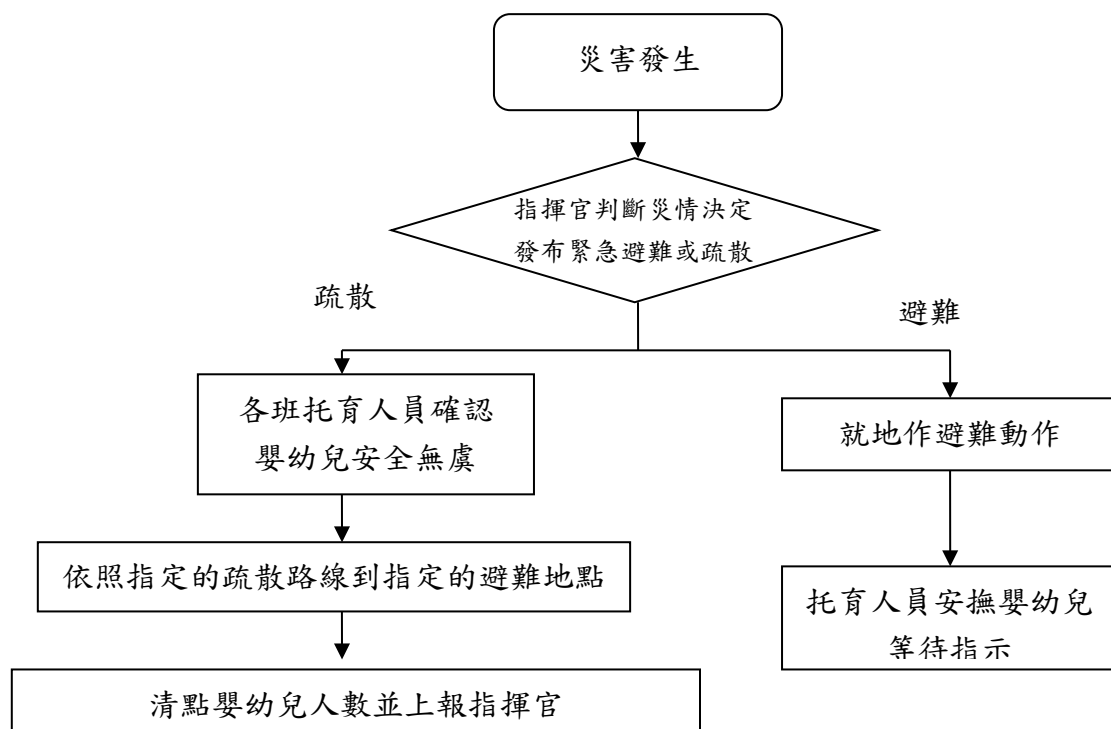 災害發生
指揮官判斷災情決定
發布緊急避難或疏散
疏散
避難
各班托育人員確認
嬰幼兒安全無虞
就地作避難動作
依照指定的疏散路線到指定的避難地點
托育人員安撫嬰幼兒
等待指示
清點嬰幼兒人數並上報指揮官